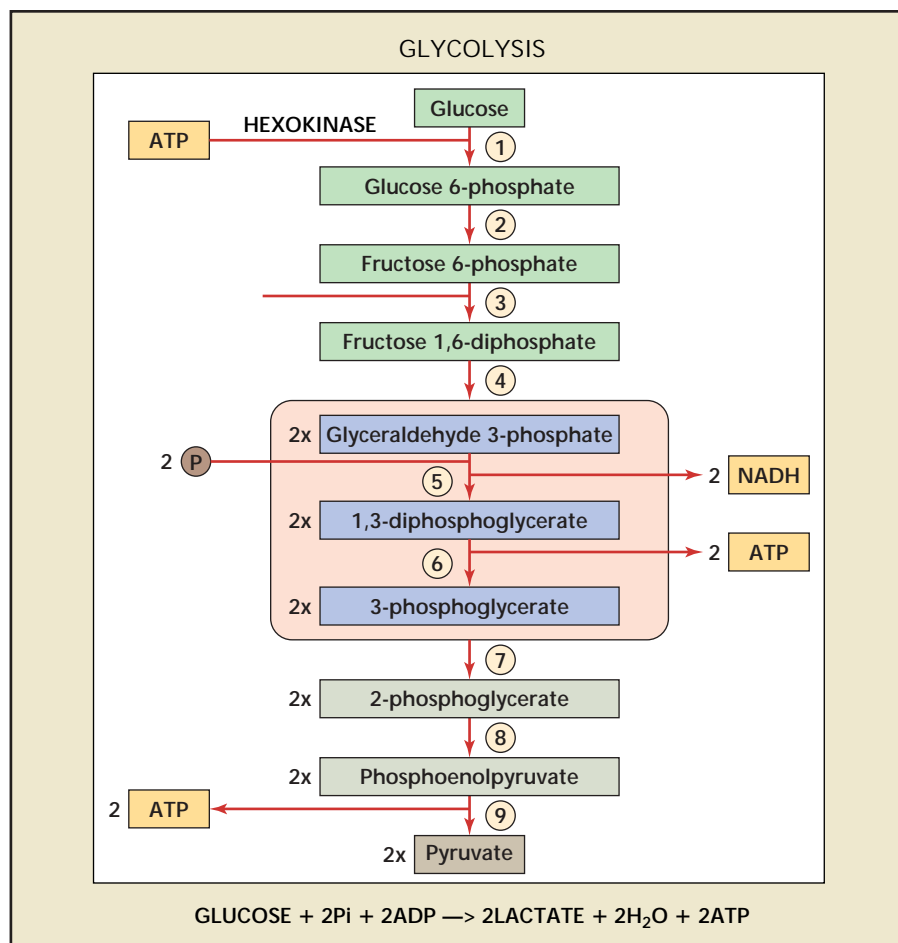 GLYCOLYSIS
Glucose
HEXOKINASE
ATP
1
Glucose 6-phosphate
2
Fructose 6-phosphate
3
Fructose 1,6-diphosphate
4
2x Glyceraldehyde 3-phosphate
2 P
5
2 NADH
2x 1,3-diphosphoglycerate
6
2 ATP
2x 3-phosphoglycerate
7
2x 2-phosphoglycerate
8
2x Phosphoenolpyruvate
2 ATP
9
2x Pyruvate
GLUCOSE + 2Pi + 2ADP —> 2LACTATE + 2H₂O + 2ATP